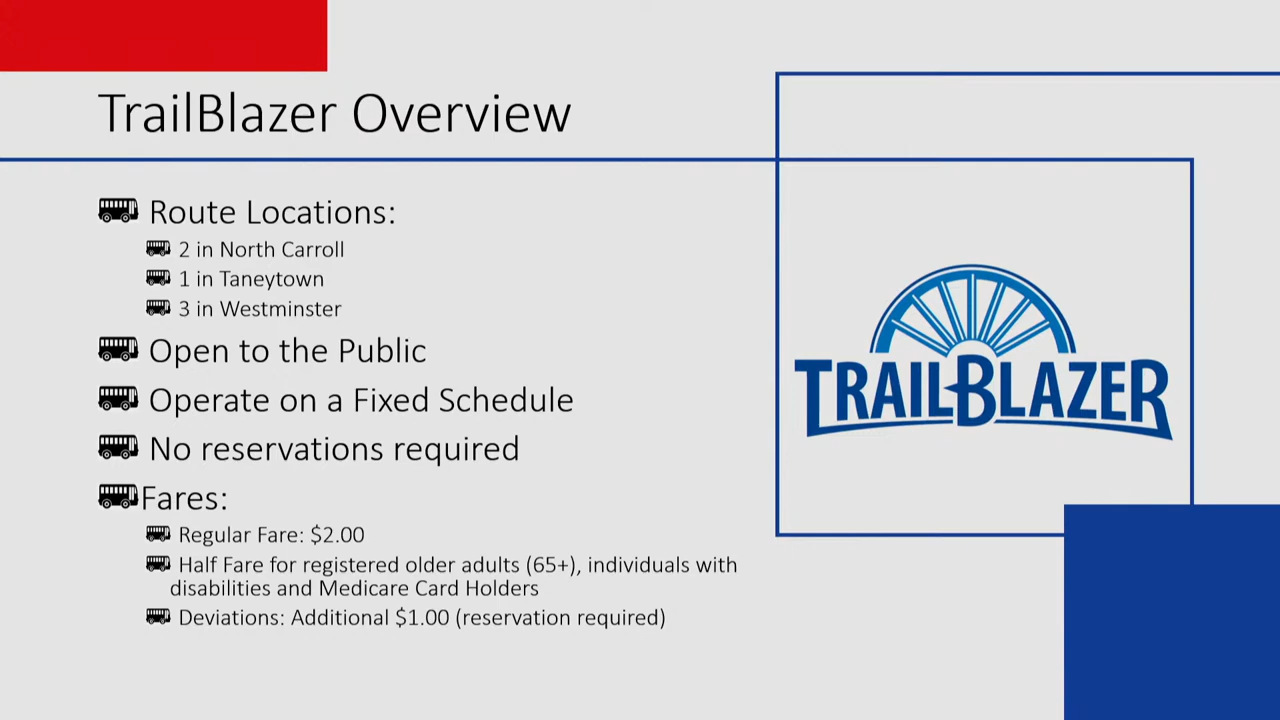 TrailBlazer Overview
Route Locations:
2 in North Carroll
1 in Taneytown
3 in Westminster
Open to the Public
Operate on a Fixed Schedule
No reservations required
Fares:
Regular Fare: $2.00
Half Fare for registered older adults (65+), individuals with
disabilities and Medicare Card Holders
Deviations: Additional $1.00 (reservation required)
TRAILBLAZER